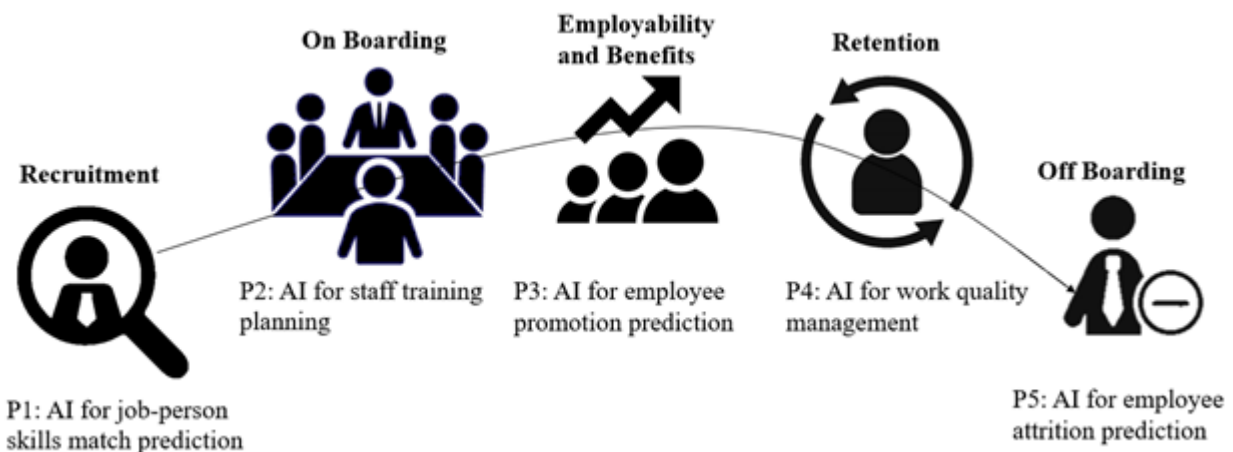 Recruitment
P1: AI for job-person
skills match prediction
On Boarding
P2: AI for staff training
planning
Employability
and Benefits
P3: AI for employee
promotion prediction
Retention
P4: AI for work quality
management
Off Boarding
P5: AI for employee
attrition prediction